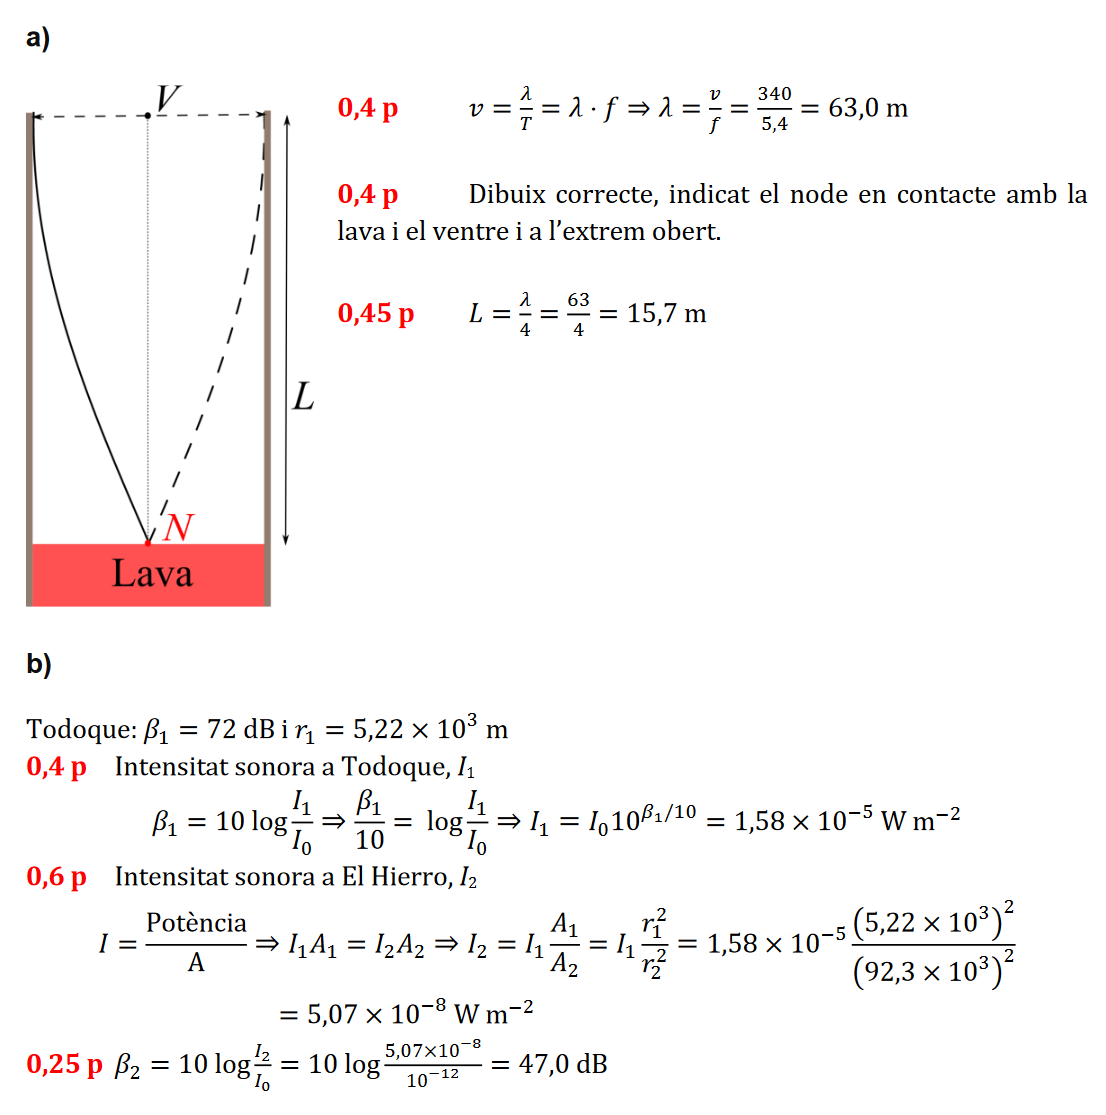 a)
V
0,4 p v = λ/T = λ · f ⇒ λ = v/f = 340/5,4 = 63,0 m
0,4 p Dibuix correcte, indicat el node en contacte amb la
lava i el ventre i a l’extrem obert.
0,45 p L = λ/4 = 63/4 = 15,7 m
L
N
Lava
b)
Todoque: β₁ = 72 dB i r₁ = 5,22 × 10³ m
0,4 p Intensitat sonora a Todoque, I₁
β₁ = 10 log I₁/I₀ ⇒ β₁/10 = log I₁/I₀ ⇒ I₁ = I₀10^(β₁/10) = 1,58 × 10⁻⁵ W m⁻²
0,6 p Intensitat sonora a El Hierro, I₂
I = Potència/A ⇒ I₁A₁ = I₂A₂ ⇒ I₂ = I₁ A₁/A₂ = I₁ r₁²/r₂² = 1,58 × 10⁻⁵ (5,22 × 10³)²/(92,3 × 10³)²
= 5,07 × 10⁻⁸ W m⁻²
0,25 p β₂ = 10 log I₂/I₀ = 10 log 5,07×10⁻⁸/10⁻¹² = 47,0 dB